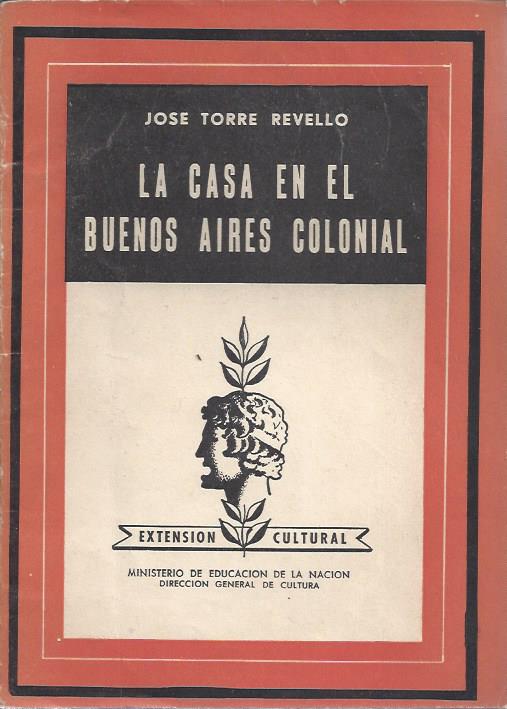 JOSE TORRE REVELLO
LA CASA EN EL
BUENOS AIRES COLONIAL
EXTENSION CULTURAL
MINISTERIO DE EDUCACION DE LA NACION
DIRECCION GENERAL DE CULTURA